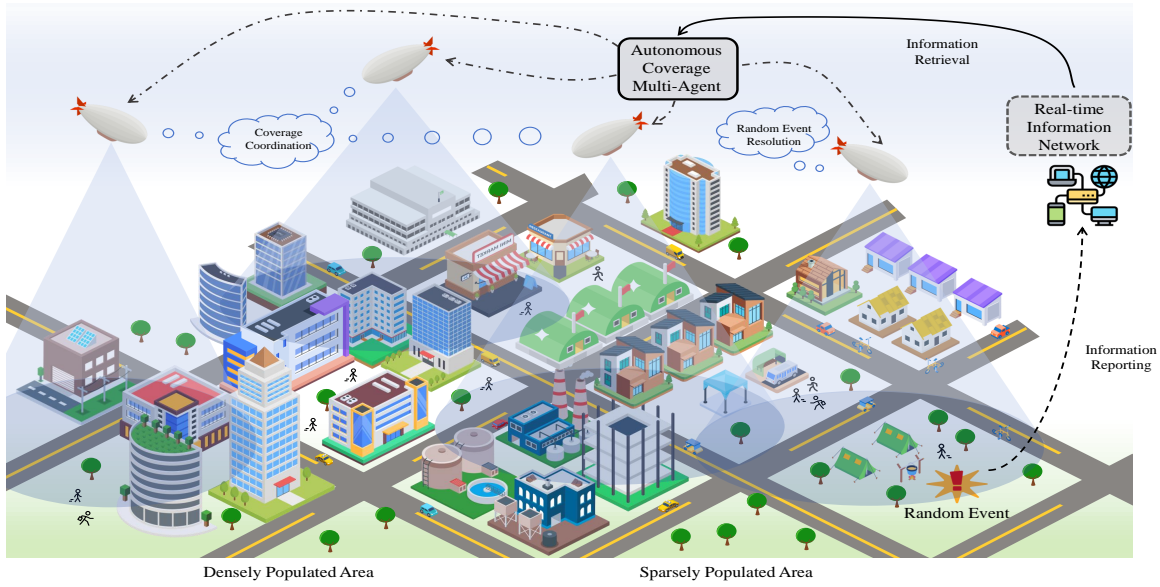 Autonomous
Coverage
Multi-Agent
Information
Retrieval
Real-time
Information
Network
Coverage
Coordination
Random Event
Resolution
Information
Reporting
Random Event
Densely Populated Area
Sparsely Populated Area